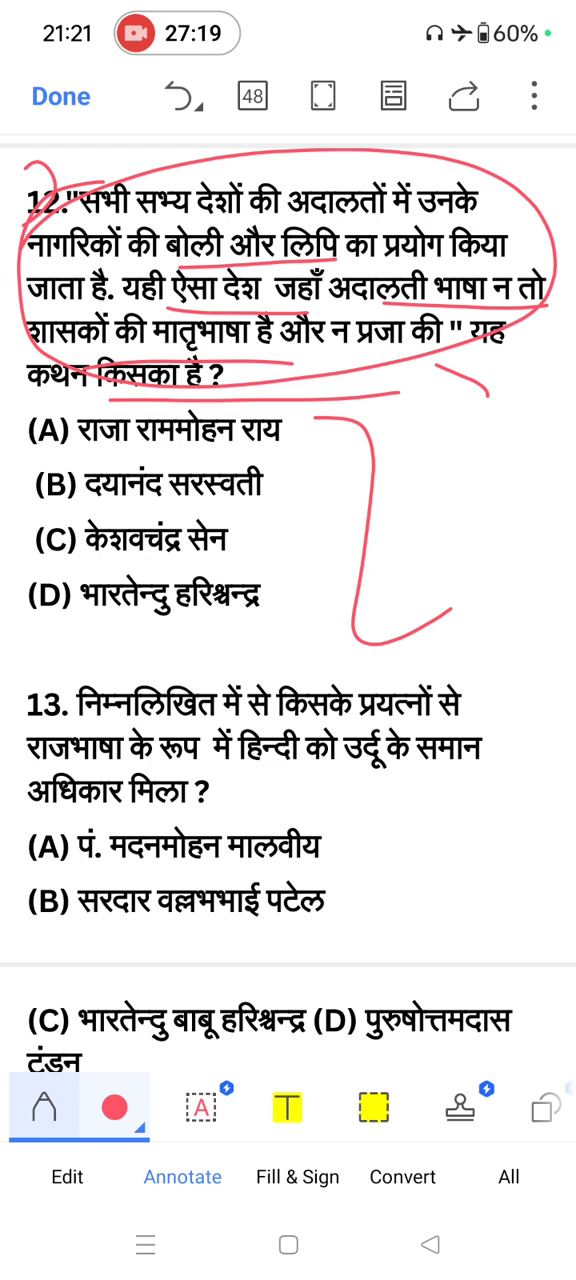 21:21 27:19 60%
Done 48
12."सभी सभ्य देशों की अदालतों में उनके
नागरिकों की बोली और लिपि का प्रयोग किया
जाता है. यही ऐसा देश जहाँ अदालती भाषा न तो
शासकों की मातृभाषा है और न प्रजा की " यह
कथन किसका है ?
(A) राजा राममोहन राय
(B) दयानंद सरस्वती
(C) केशवचंद्र सेन
(D) भारतेन्दु हरिश्चन्द्र
13. निम्नलिखित में से किसके प्रयत्नों से
राजभाषा के रूप में हिन्दी को उर्दू के समान
अधिकार मिला ?
(A) पं. मदनमोहन मालवीय
(B) सरदार वल्लभभाई पटेल
(C) भारतेन्दु बाबू हरिश्चन्द्र (D) पुरुषोत्तमदास
टंडन
A T
Edit Annotate Fill & Sign Convert All